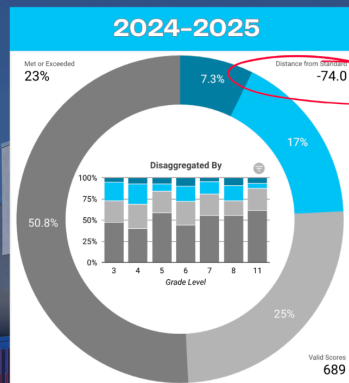 2024-2025
Met or Exceeded
23%
Distance from Standard
-74.0
7.3%
17%
Disaggregated By
100%
75%
50%
25%
0%
3 4 5 6 7 8 11
Grade Level
50.8%
25%
Valid Scores
689